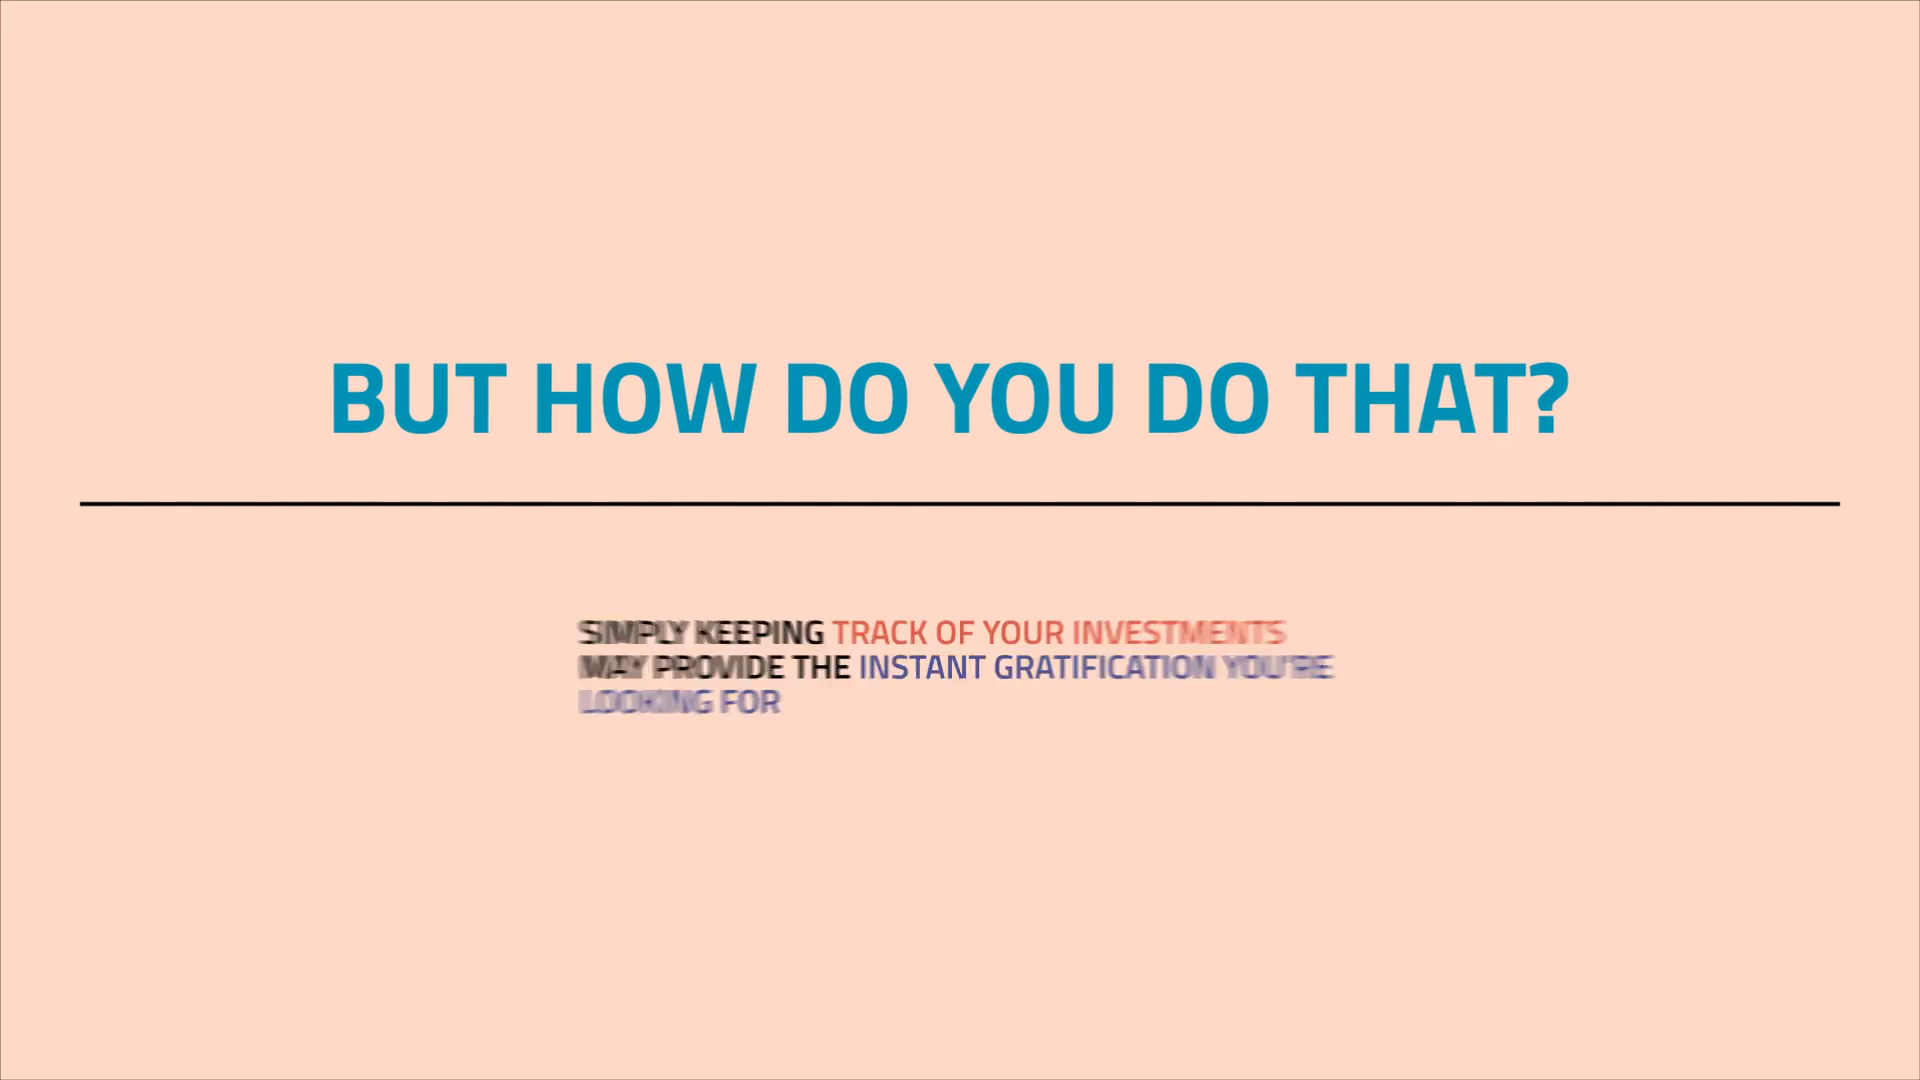 BUT HOW DO YOU DO THAT?
SIMPLY KEEPING TRACK OF YOUR INVESTMENTS
MAY PROVIDE THE INSTANT GRATIFICATION YOU'RE
LOOKING FOR